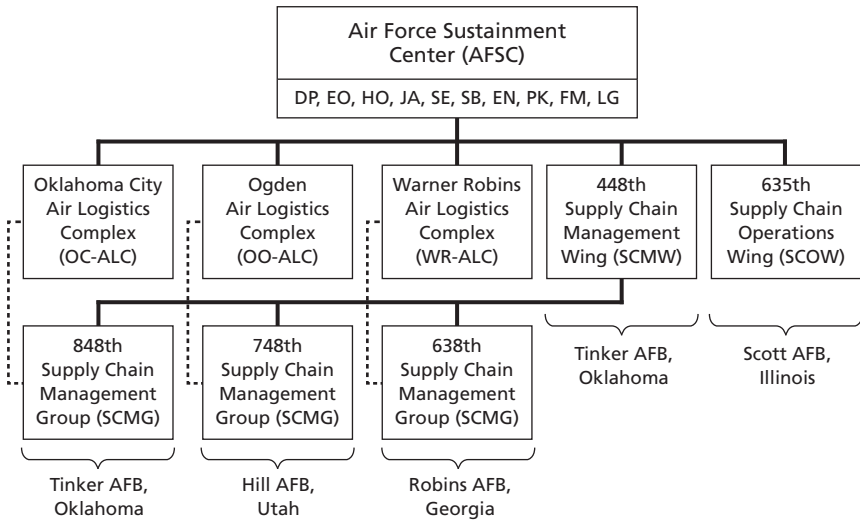 Air Force Sustainment
Center (AFSC)
DP, EO, HO, JA, SE, SB, EN, PK, FM, LG
Oklahoma City
Air Logistics
Complex
(OC-ALC)
Ogden
Air Logistics
Complex
(OO-ALC)
Warner Robins
Air Logistics
Complex
(WR-ALC)
448th
Supply Chain
Management
Wing (SCMW)
635th
Supply Chain
Operations
Wing (SCOW)
848th
Supply Chain
Management
Group (SCMG)
748th
Supply Chain
Management
Group (SCMG)
638th
Supply Chain
Management
Group (SCMG)
Tinker AFB,
Oklahoma
Scott AFB,
Illinois
Tinker AFB,
Oklahoma
Hill AFB,
Utah
Robins AFB,
Georgia